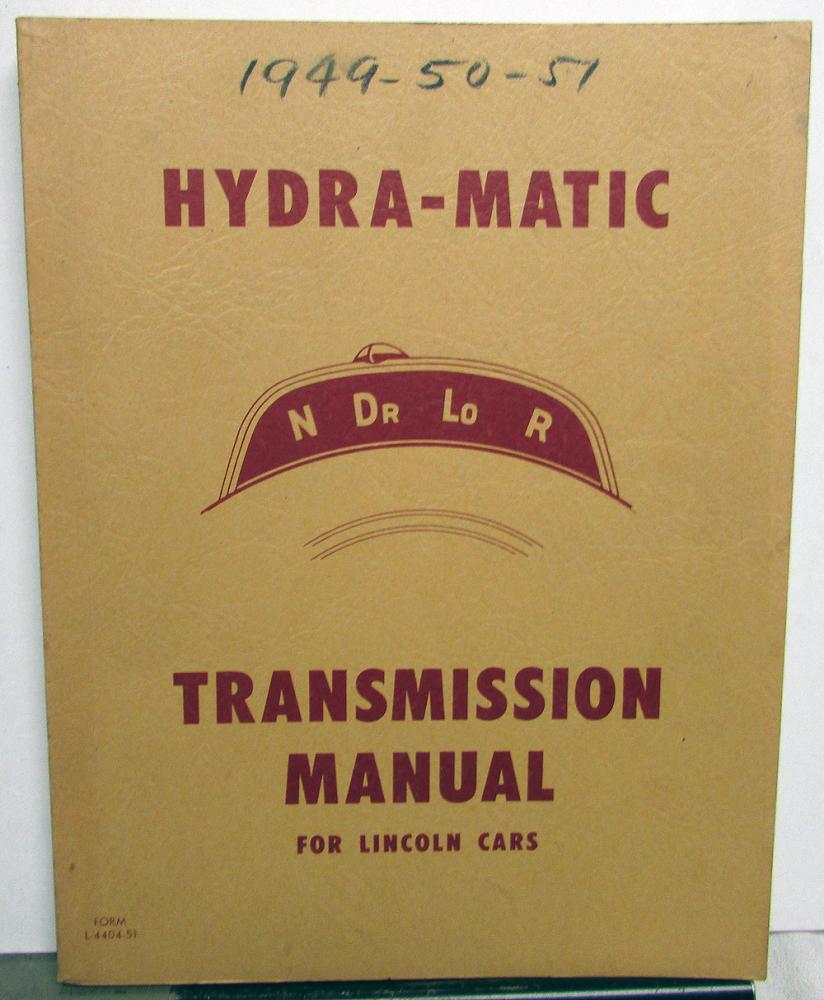 1949-50-51
HYDRA-MATIC
N DR LO R
TRANSMISSION
MANUAL
FOR LINCOLN CARS
FORM
L-4404-51